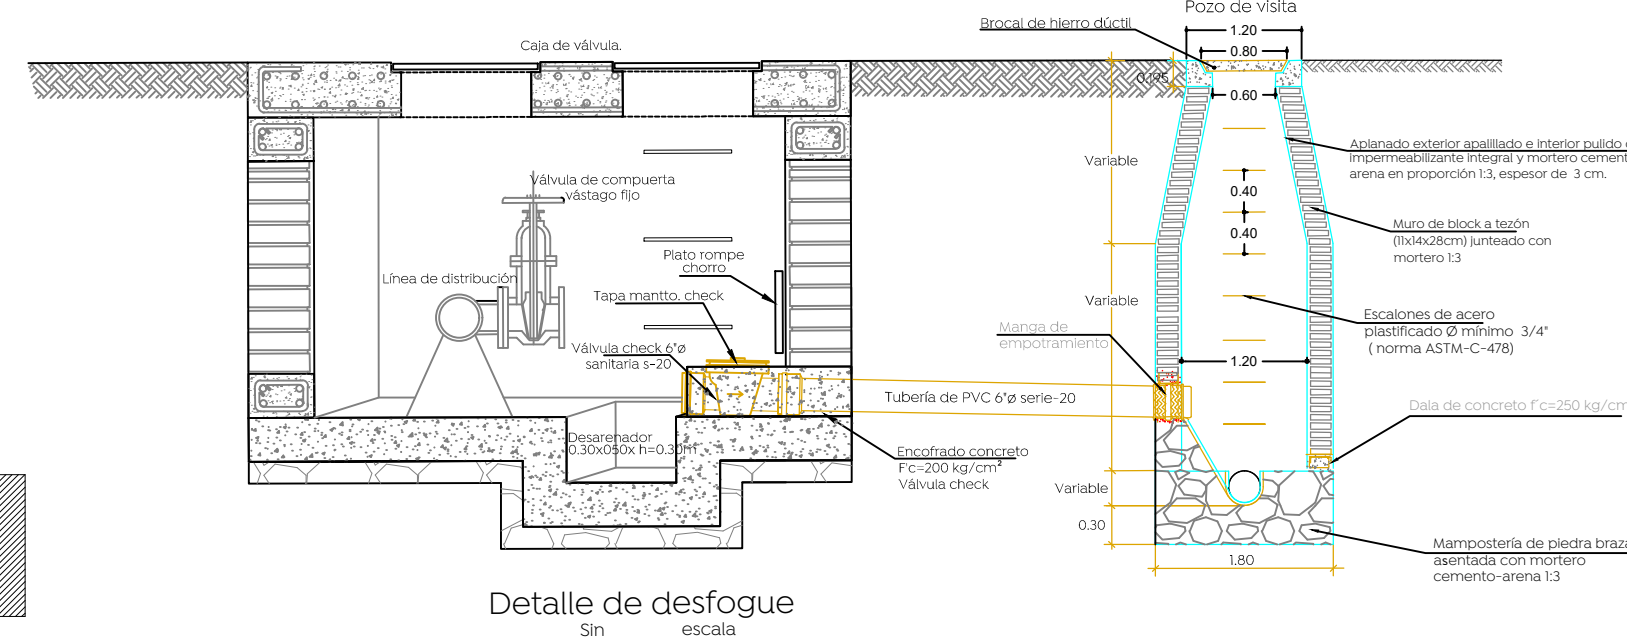 Pozo de visita
Brocal de hierro dúctil
1.20
0.80
Caja de válvula.
0.195
0.60
Aplanado exterior apalillado e interior pulido
impermeabilizante integral y mortero cement
arena en proporción 1:3, espesor de 3 cm.
Variable
Válvula de compuerta
vástago fijo
0.40
0.40
Muro de block a tezón
(11x14x28cm) junteado con
mortero 1:3
Plato rompe
chorro
Línea de distribución
Tapa mantto. check
Variable
Escalones de acero
plastificado Ø mínimo 3/4"
( norma ASTM-C-478)
Manga de
empotramiento
Válvula check 6"ø
sanitaria s-20
1.20
Tubería de PVC 6"ø serie-20
Dala de concreto f´c=250 kg/cm
Desarenador
0.30x050x h=0.30m
Encofrado concreto
F'c=200 kg/cm²
Válvula check
Variable
0.30
Mampostería de piedra braza
asentada con mortero
cemento-arena 1:3
1.80
Detalle de desfogue
Sin escala